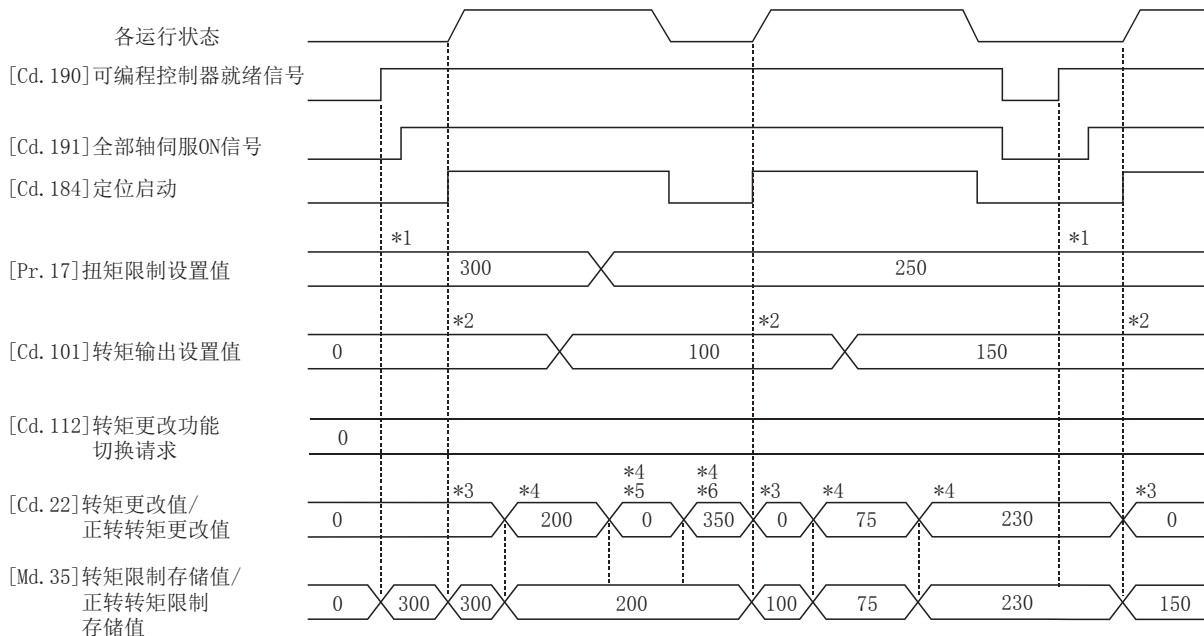 各运行状态
[Cd.190]可编程控制器就绪信号
[Cd.191]全部轴伺服ON信号
[Cd.184]定位启动
*1 *1
[Pr.17]扭矩限制设置值 300 250
*2 *2 *2
[Cd.101]转矩输出设置值 0 100 150
[Cd.112]转矩更改功能
切换请求
0
*4 *4
*3 *4 *5 *6 *3 *4 *4 *3
[Cd.22]转矩更改值/
正转转矩更改值
0 200 0 350 0 75 230 0
[Md.35]转矩限制存储值/
正转转矩限制
存储值
0 300 300 200 100 75 230 150